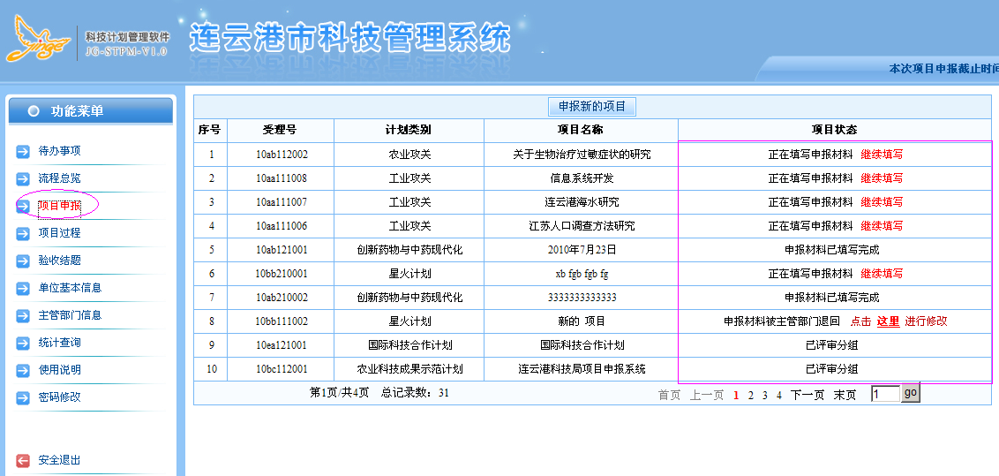 Jinge
科技计划管理软件
JG-STPM-V1.0
连云港市科技管理系统
本次项目申报截止时间
功能菜单
待办事项
流程总览
项目申报
项目过程
验收结题
单位基本信息
主管部门信息
统计查询
使用说明
密码修改
安全退出
申报新的项目
序号 受理号 计划类别 项目名称 项目状态
1 10ab112002 农业攻关 关于生物治疗过敏症状的研究 正在填写申报材料 继续填写
2 10aa111008 工业攻关 信息系统开发 正在填写申报材料 继续填写
3 10aa111007 工业攻关 连云港海水研究 正在填写申报材料 继续填写
4 10aa111006 工业攻关 江苏人口调查方法研究 正在填写申报材料 继续填写
5 10ab121001 创新药物与中药现代化 2010年7月23日 申报材料已填写完成
6 10bb210001 星火计划 xb fgb fgb fg 正在填写申报材料 继续填写
7 10ab210002 创新药物与中药现代化 3333333333333 申报材料已填写完成
8 10bb111002 星火计划 新的 项目 申报材料被主管部门退回 点击 这里 进行修改
9 10ea121001 国际科技合作计划 国际科技合作计划 已评审分组
10 10bc112001 农业科技成果示范计划 连云港科技局项目申报系统 已评审分组
第1页/共4页 总记录数：31 首页 上一页 1 2 3 4 下一页 末页 1 go